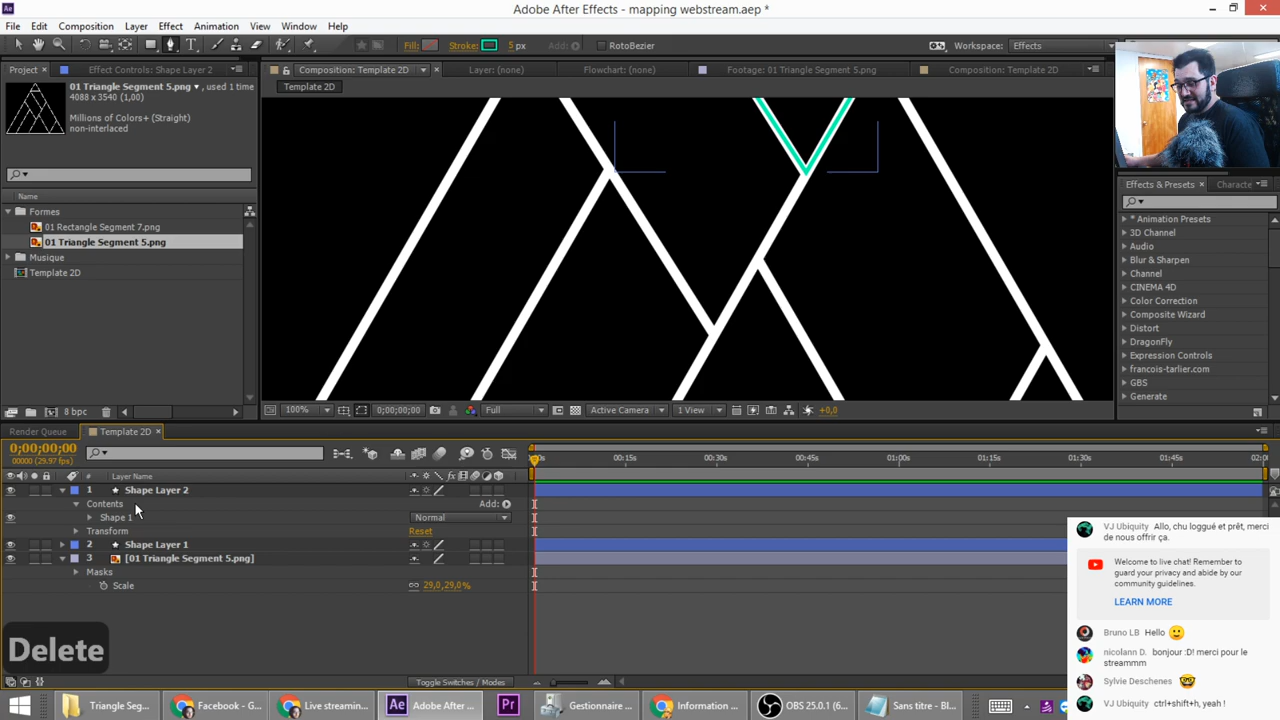 Adobe After Effects - mapping webstream.aep *
File Edit Composition Layer Effect Animation View Window Help
Fill: Stroke: 5 px Add: RotoBezier Workspace: Effects
Project Effect Controls: Shape Layer 2
Composition: Template 2D Layer: (none) Flowchart: (none) Footage: 01 Triangle Segment 5.png Composition: Template 2D
Template 2D
01 Triangle Segment 5.png , used 1 time
4088 x 3540 (1,00)
Millions of Colors+ (Straight)
non-interlaced
Name
Formes
01 Rectangle Segment 7.png
01 Triangle Segment 5.png
Musique
Template 2D
8 bpc
100% 0;00;00;00 Full Active Camera 1 View +0,0
Effects & Presets Characte
* Animation Presets
3D Channel
Audio
Blur & Sharpen
Channel
CINEMA 4D
Color Correction
Composite Wizard
Distort
DragonFly
Expression Controls
francois-tarlier.com
GBS
Generate
Render Queue Template 2D
0;00;00;00
00000 (29.97 fps)
# Layer Name
00:15s 00:30s 00:45s 01:00s 01:15s 01:30s 01:45s 02:0
1 Shape Layer 2
Contents Add:
Shape 1 Normal
Transform Reset
2 Shape Layer 1
3 [01 Triangle Segment 5.png]
Masks
Scale 29,0,29,0%
Delete
Toggle Switches / Modes
VJ Ubiquity Allo, chu loggué et prêt, merci
de nous offrir ça.
Welcome to live chat! Remember to
guard your privacy and abide by our
community guidelines.
LEARN MORE
Bruno LB Hello
nicolann D. bonjour :D! merci pour le
streammm
Sylvie Deschenes
VJ Ubiquity ctrl+shift+h, yeah !
Triangle Seg... Facebook - G... Live streamin... Adobe After ... Gestionnaire ... Information ... OBS 25.0.1 (6... Sans titre - Bl...